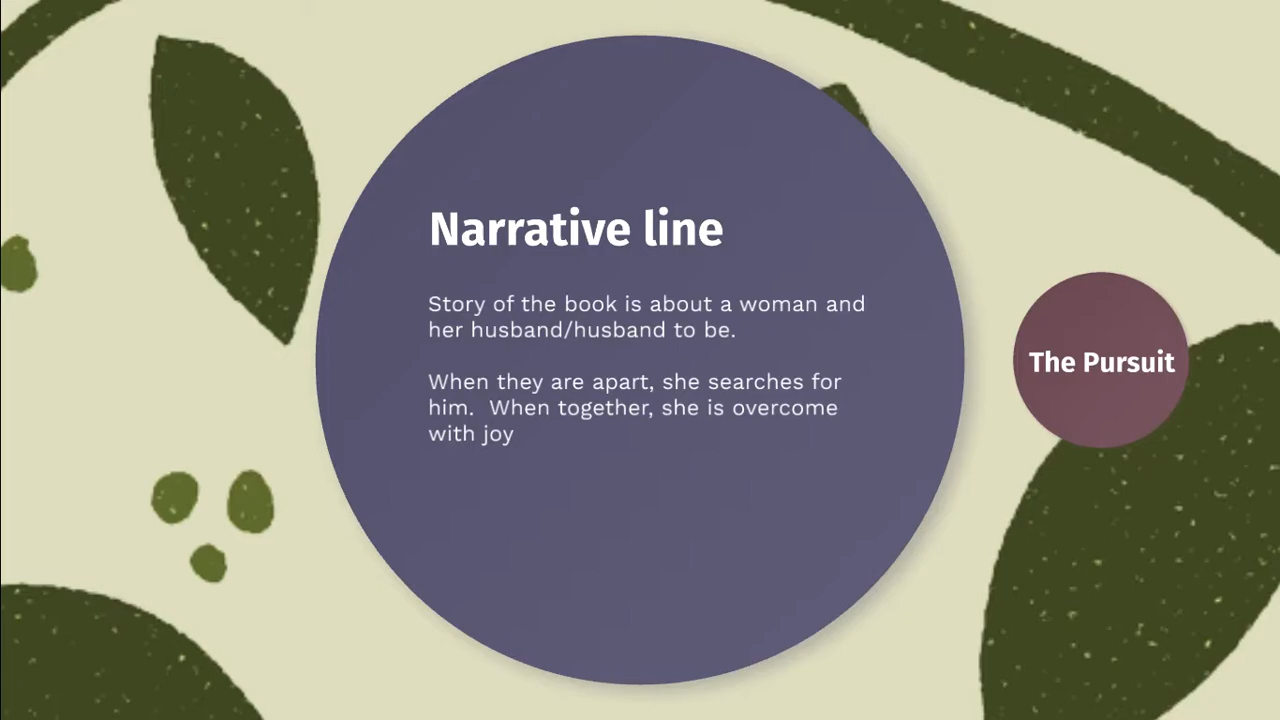 Narrative line
Story of the book is about a woman and
her husband/husband to be.
When they are apart, she searches for
him.  When together, she is overcome
with joy
The Pursuit